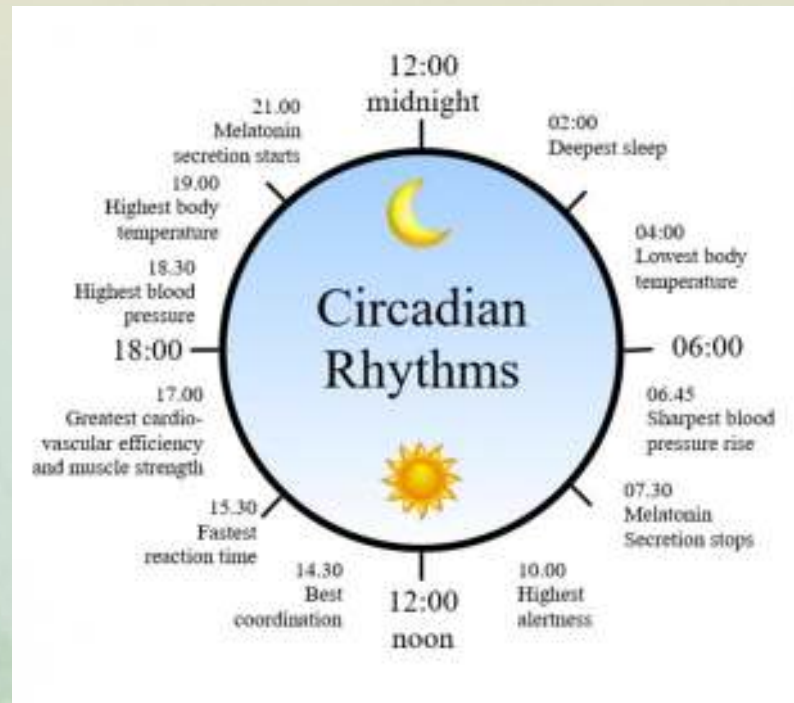 12:00
midnight
02:00
Deepest sleep
04:00
Lowest body
temperature
06:00
06.45
Sharpest blood
pressure rise
07.30
Melatonin
Secretion stops
10.00
Highest
alertness
12:00
noon
14.30
Best
coordination
15.30
Fastest
reaction time
17.00
Greatest cardio-
vascular efficiency
and muscle strength
18:00
18.30
Highest blood
pressure
19.00
Highest body
temperature
21.00
Melatonin
secretion starts
Circadian
Rhythms